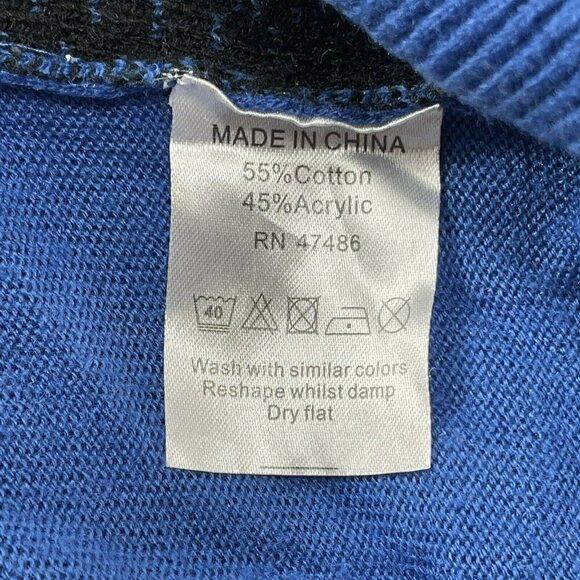 MADE IN CHINA
55%Cotton
45%Acrylic
RN 47486
40
Wash with similar colors
Reshape whilst damp
Dry flat